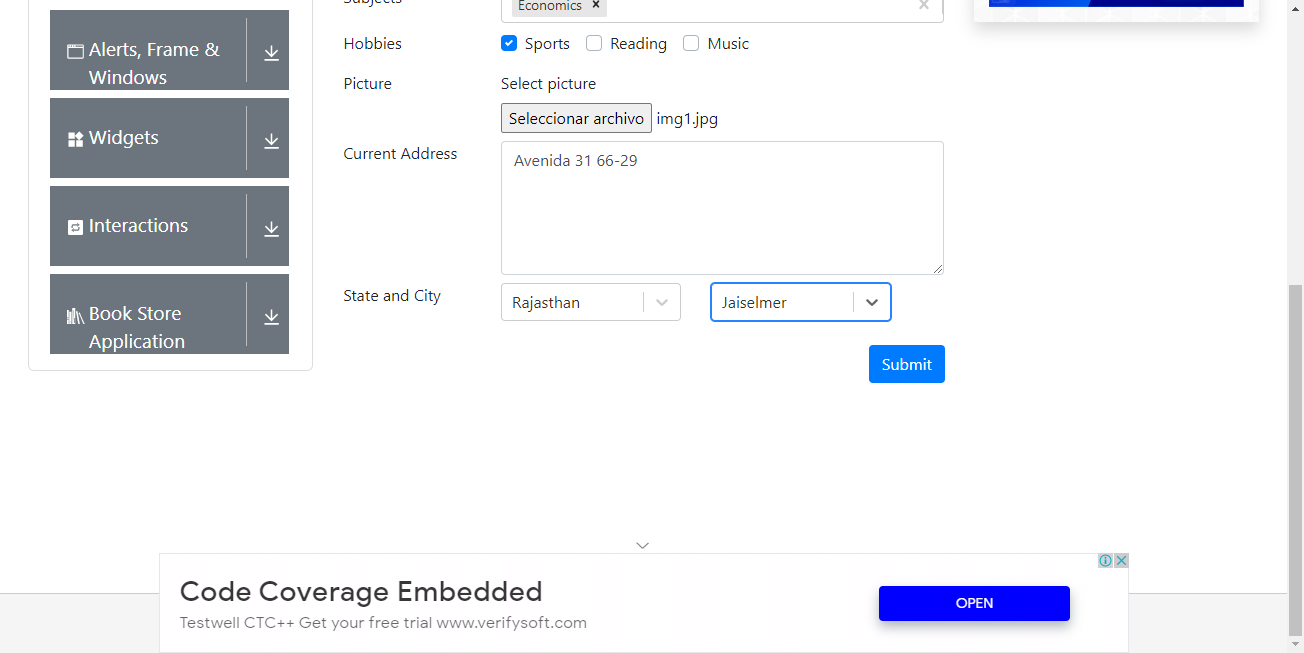 Subjects
Economics
Alerts, Frame & Windows
Hobbies
Sports Reading Music
Picture
Select picture
Seleccionar archivo img1.jpg
Widgets
Current Address
Avenida 31 66-29
Interactions
State and City
Rajasthan
Jaiselmer
Book Store Application
Submit
Code Coverage Embedded
Testwell CTC++ Get your free trial www.verifysoft.com
OPEN